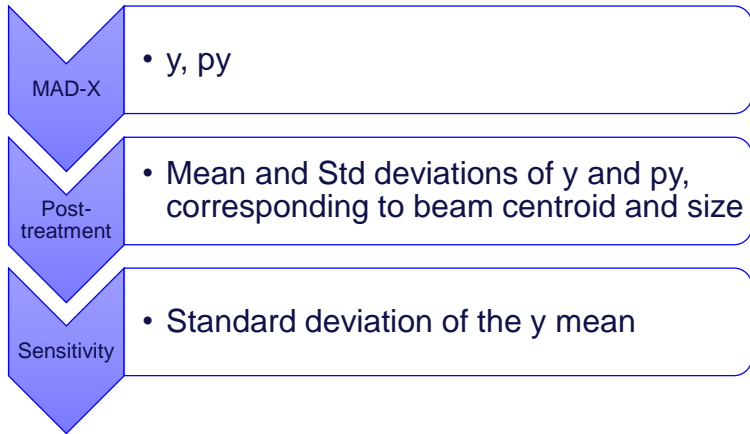 MAD-X
• y, py
Post-
treatment
• Mean and Std deviations of y and py,
corresponding to beam centroid and size
Sensitivity
• Standard deviation of the y mean